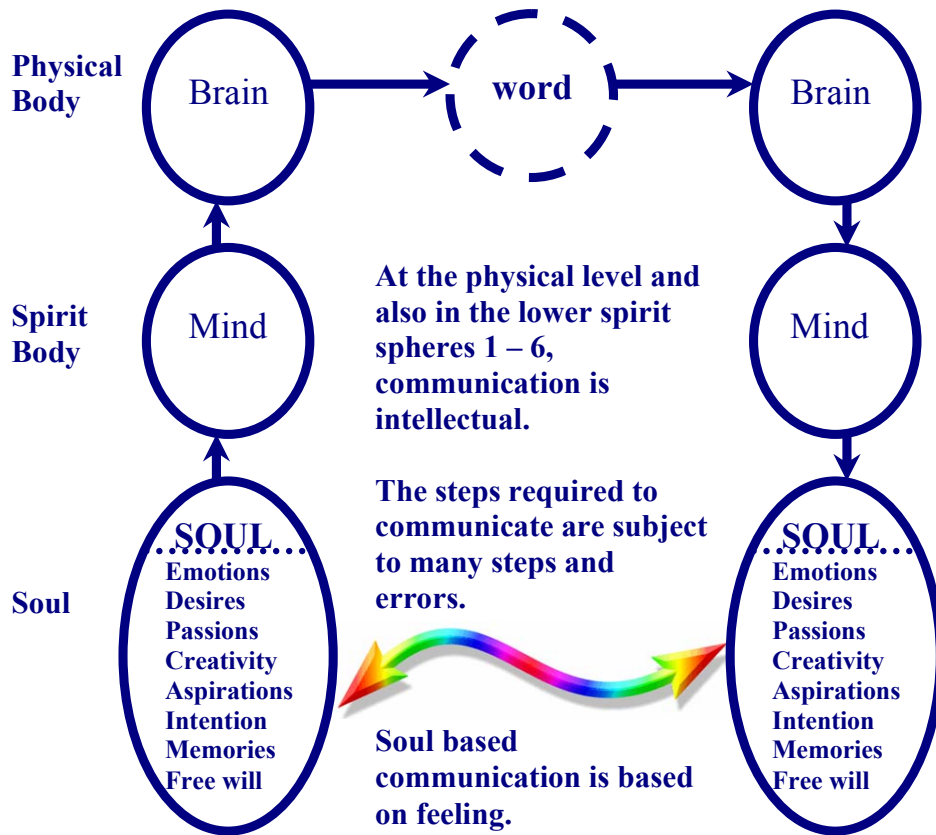 Physical
Body
Brain
word
Brain
Spirit
Body
Mind
At the physical level and
also in the lower spirit
spheres 1 – 6,
communication is
intellectual.
Mind
Soul
SOUL
Emotions
Desires
Passions
Creativity
Aspirations
Intention
Memories
Free will
The steps required to
communicate are subject
to many steps and
errors.
Soul based
communication is based
on feeling.
SOUL
Emotions
Desires
Passions
Creativity
Aspirations
Intention
Memories
Free will